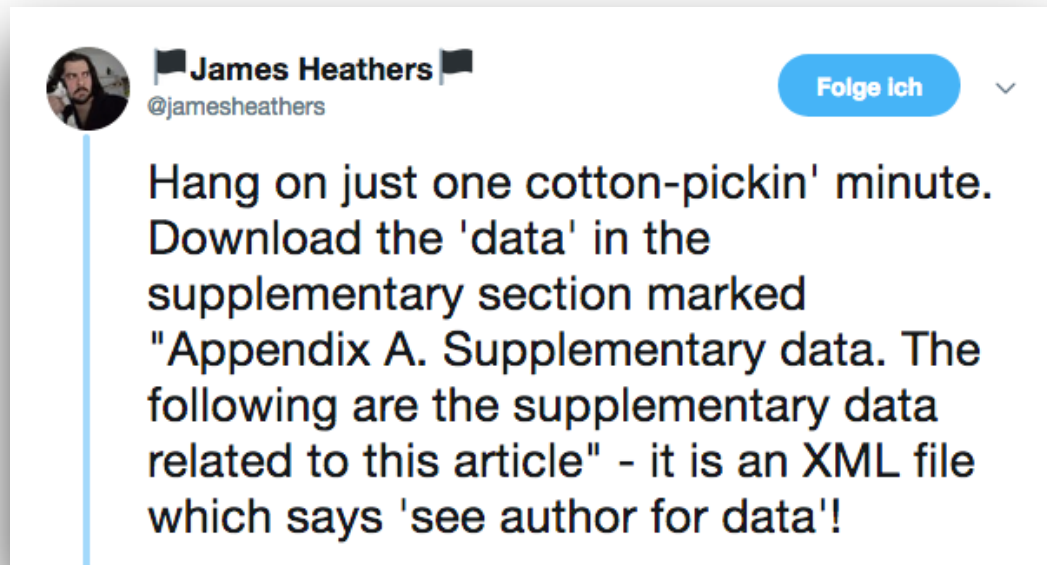 🏴James Heathers🏴
@jamesheathers
Folge ich
Hang on just one cotton-pickin' minute.
Download the 'data' in the
supplementary section marked
"Appendix A. Supplementary data. The
following are the supplementary data
related to this article" - it is an XML file
which says 'see author for data'!